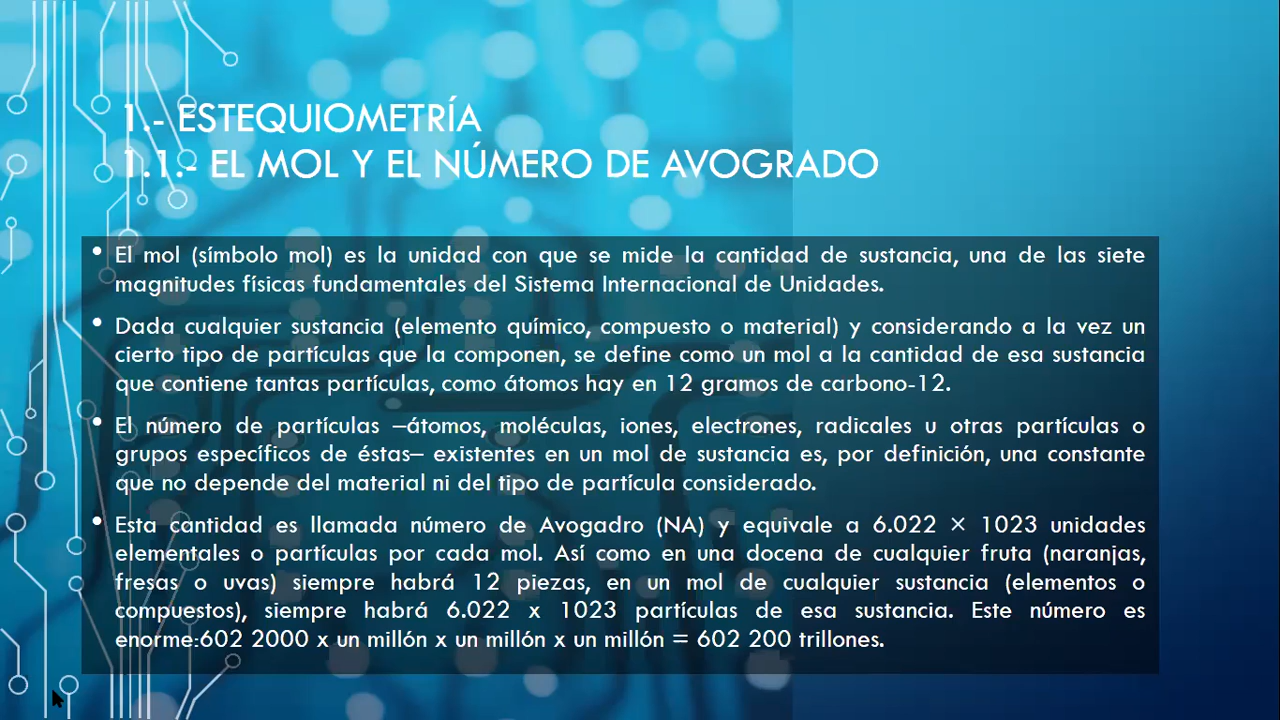 1.- ESTEQUIOMETRÍA
1.1.- EL MOL Y EL NÚMERO DE AVOGRADO
• El mol (símbolo mol) es la unidad con que se mide la cantidad de sustancia, una de las siete
magnitudes físicas fundamentales del Sistema Internacional de Unidades.
• Dada cualquier sustancia (elemento químico, compuesto o material) y considerando a la vez un
cierto tipo de partículas que la componen, se define como un mol a la cantidad de esa sustancia
que contiene tantas partículas, como átomos hay en 12 gramos de carbono-12.
• El número de partículas –átomos, moléculas, iones, electrones, radicales u otras partículas o
grupos específicos de éstas– existentes en un mol de sustancia es, por definición, una constante
que no depende del material ni del tipo de partícula considerado.
• Esta cantidad es llamada número de Avogadro (NA) y equivale a 6.022 × 1023 unidades
elementales o partículas por cada mol. Así como en una docena de cualquier fruta (naranjas,
fresas o uvas) siempre habrá 12 piezas, en un mol de cualquier sustancia (elementos o
compuestos), siempre habrá 6.022 x 1023 partículas de esa sustancia. Este número es
enorme:602 2000 x un millón x un millón x un millón = 602 200 trillones.